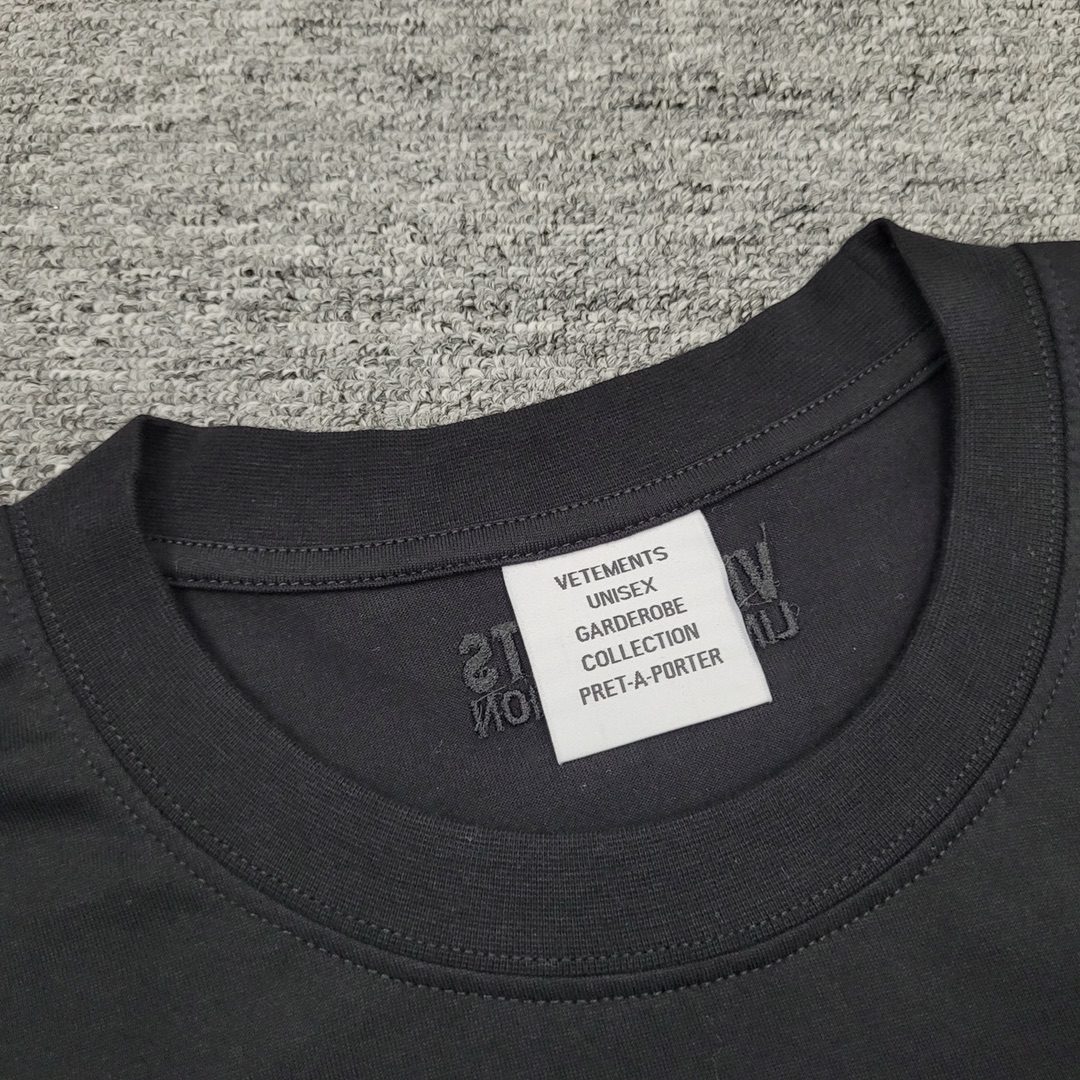 VETEMENTS
UNISEX
GARDEROBE
COLLECTION
PRET-A-PORTER